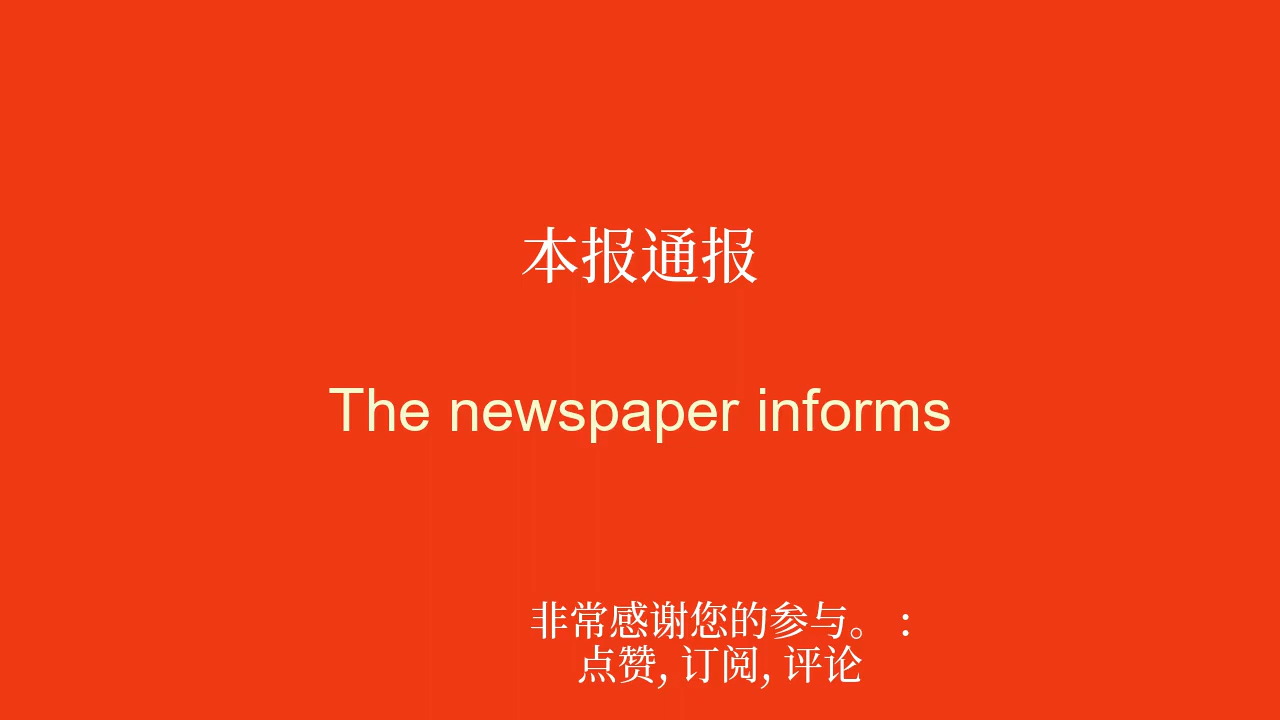 本报通报
The newspaper informs
非常感谢您的参与。 :
点赞, 订阅, 评论